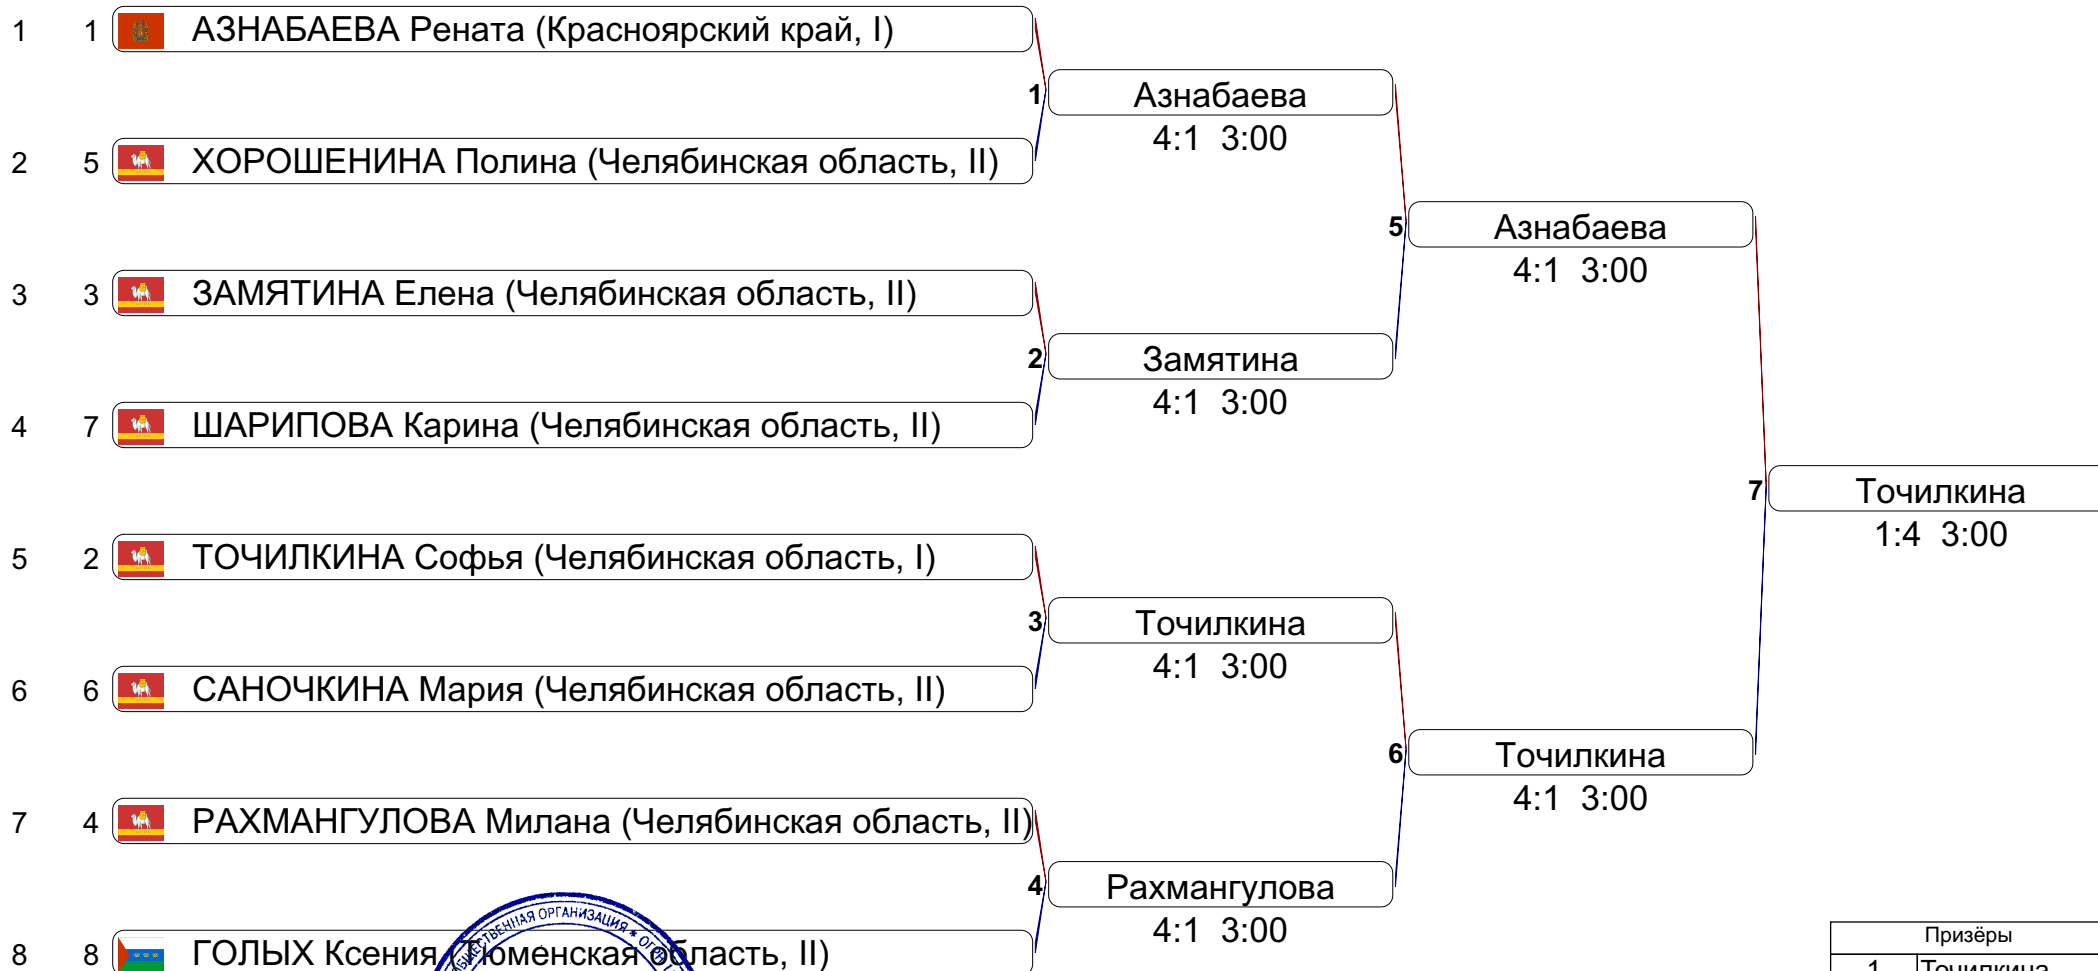 1 1 АЗНАБАЕВА Рената (Красноярский край, I)
1 Азнабаева
4:1 3:00
2 5 ХОРОШЕНИНА Полина (Челябинская область, II)
5 Азнабаева
4:1 3:00
3 3 ЗАМЯТИНА Елена (Челябинская область, II)
2 Замятина
4:1 3:00
4 7 ШАРИПОВА Карина (Челябинская область, II)
7 Точилкина
1:4 3:00
5 2 ТОЧИЛКИНА Софья (Челябинская область, I)
3 Точилкина
4:1 3:00
6 6 САНОЧКИНА Мария (Челябинская область, II)
6 Точилкина
4:1 3:00
7 4 РАХМАНГУЛОВА Милана (Челябинская область, II)
4 Рахмангулова
4:1 3:00
8 8 ГОЛЫХ Ксения (Тюменская область, II)
ОРГАНИЗАЦИЯ
Призёры
1 Точилкина